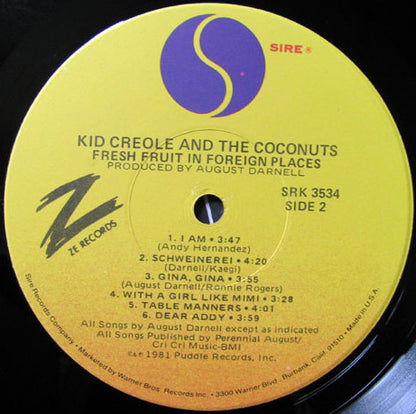 SIRE ®
KID CREOLE AND THE COCONUTS
FRESH FRUIT IN FOREIGN PLACES
PRODUCED BY AUGUST DARNELL
SRK 3534
SIDE 2
Z
ZE RECORDS
1. I AM • 3:47
(Andy Hernandez)
2. SCHWEINEREI • 4:20
(Darnell/Kaegi)
3. GINA, GINA • 3:55
(August Darnell/Ronnie Rogers)
4. WITH A GIRL LIKE MIMI • 3:28
5. TABLE MANNERS • 4:01
6. DEAR ADDY • 3:59
All Songs by August Darnell except as indicated
All Songs Published by Perennial August/
Cri Cri Music-BMI
©&℗ 1981 Puddle Records, Inc.
Sire Records Company • Marketed by Warner Bros. Records Inc. • 3300 Warner Blvd., Burbank, Calif. 91510 • Made in U.S.A.